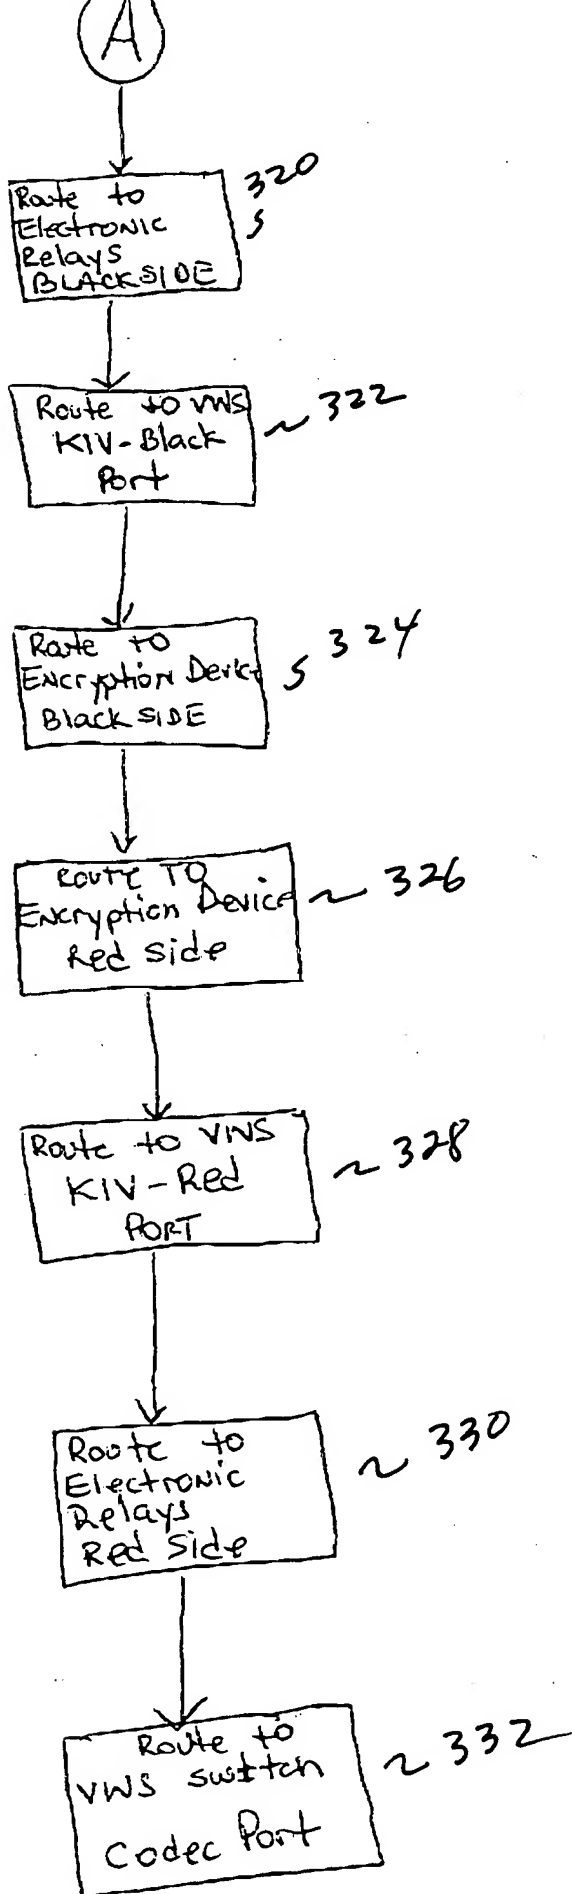 A
Route to
Electronic
Relays
BLACKSIDE
320
Route to VWS
KIV-Black
Port
322
Route to
Encryption Device
Black SIDE
324
Route TO
Encryption Device
Red Side
326
Route to VWS
KIV-Red
PORT
328
Route to
Electronic
Relays
Red Side
330
Route to
VWS switch
Codec Port
332